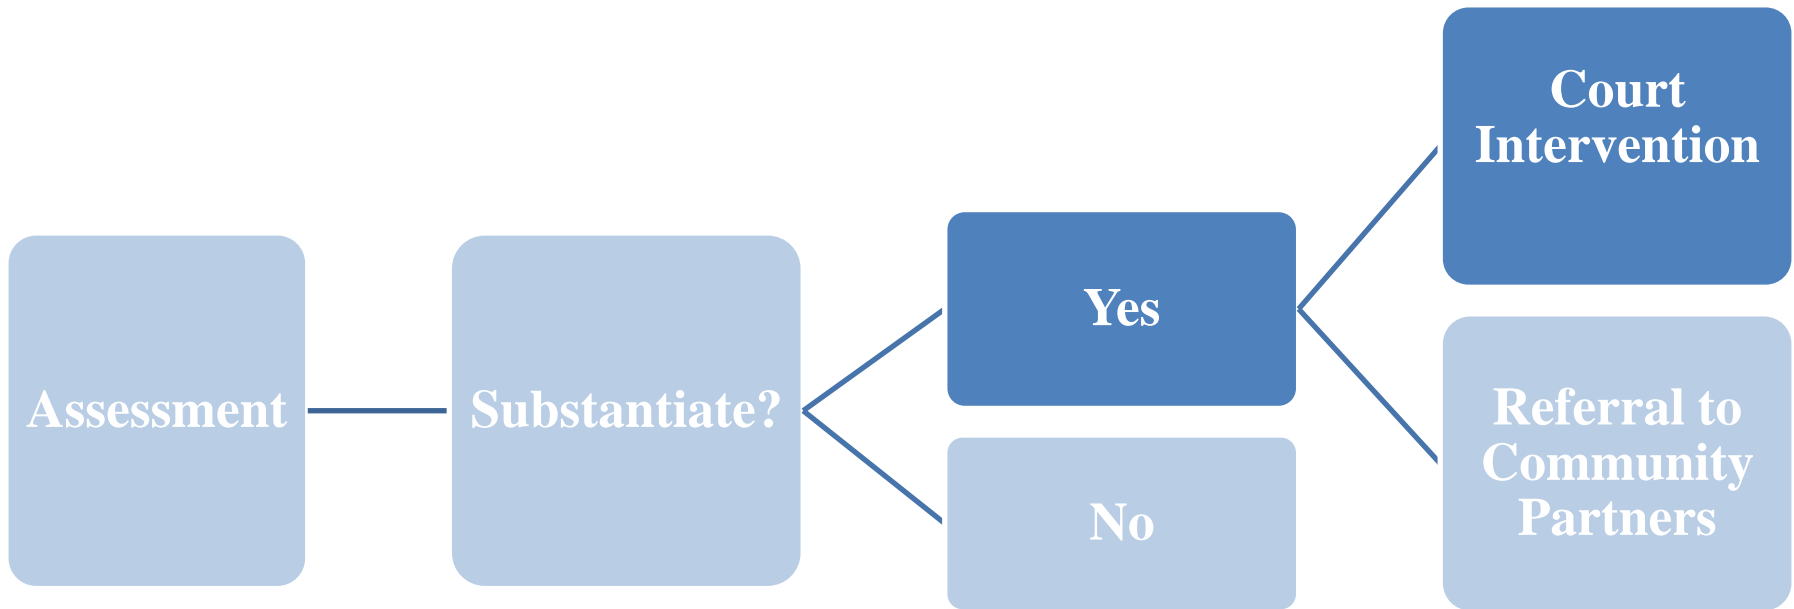 Assessment
Substantiate?
Yes
No
Court
Intervention
Referral to
Community
Partners